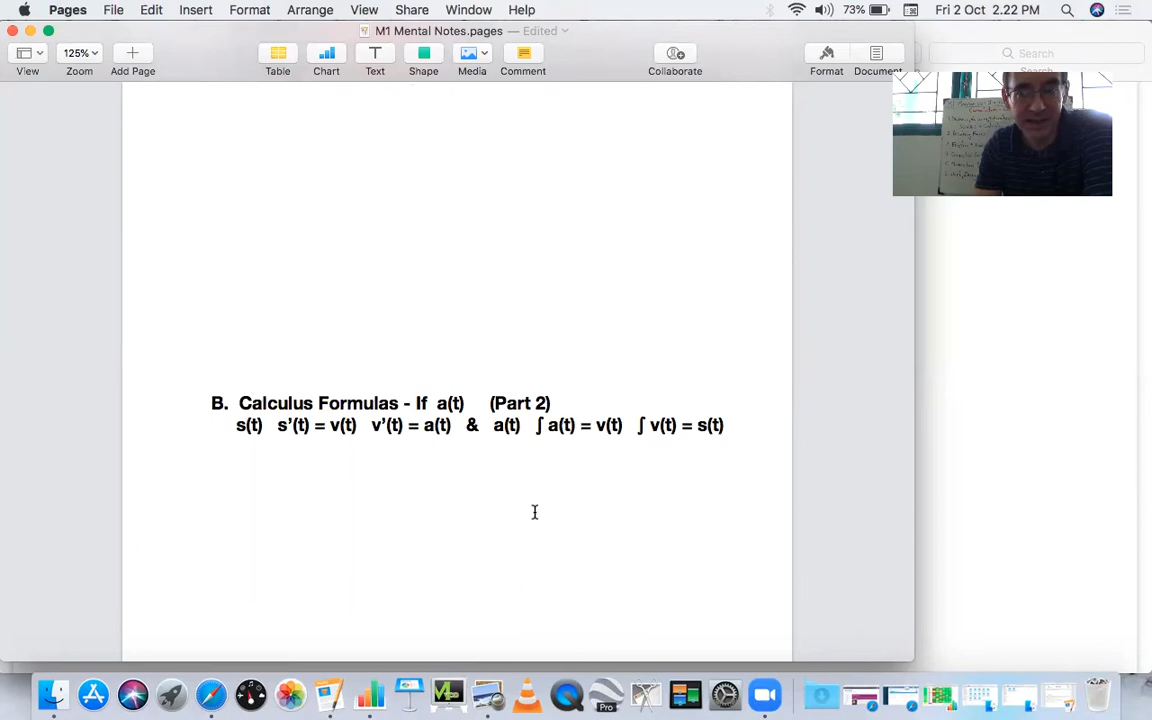 Pages File Edit Insert Format Arrange View Share Window Help 73% Fri 2 Oct 2.22 PM
M1 Mental Notes.pages — Edited
125%
View Zoom Add Page Table Chart Text Shape Media Comment Collaborate Format Document
Search
B. Calculus Formulas - If a(t) (Part 2)
s(t) s’(t) = v(t) v’(t) = a(t) & a(t) ∫ a(t) = v(t) ∫ v(t) = s(t)
Pro